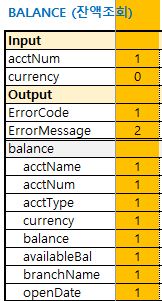 BALANCE (잔액조회)
Input
acctNum 1
currency 0
Output
ErrorCode 1
ErrorMessage 2
balance
acctName 1
acctNum 1
acctType 1
currency 1
balance 1
availableBal 1
branchName 1
openDate 1